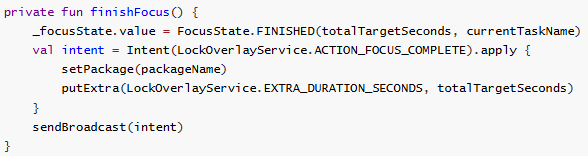 private fun finishFocus() {
    _focusState.value = FocusState.FINISHED(totalTargetSeconds, currentTaskName)
    val intent = Intent(LockOverlayService.ACTION_FOCUS_COMPLETE).apply {
        setPackage(packageName)
        putExtra(LockOverlayService.EXTRA_DURATION_SECONDS, totalTargetSeconds)
    }
    sendBroadcast(intent)
}